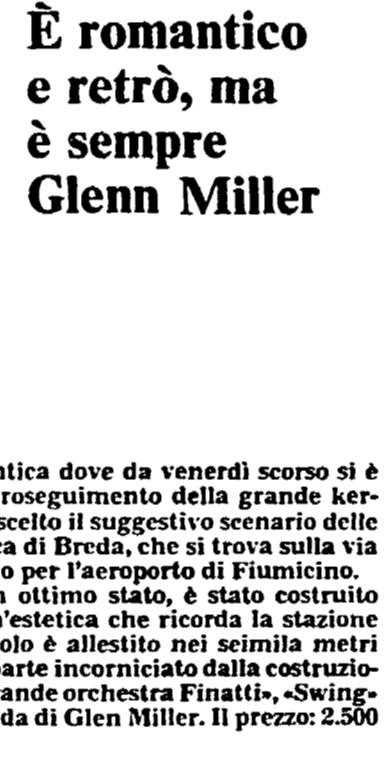 È romantico
e retrò, ma
è sempre
Glenn Miller
ntica dove da venerdì scorso si è
roseguimento della grande ker-
scelto il suggestivo scenario delle
ca di Breda, che si trova sulla via
o per l'aeroporto di Fiumicino.
n ottimo stato, è stato costruito
n'estetica che ricorda la stazione
olo è allestito nei seimila metri
parte incorniciato dalla costruzio-
rande orchestra Finatti», «Swing»
da di Glen Miller. Il prezzo: 2.500